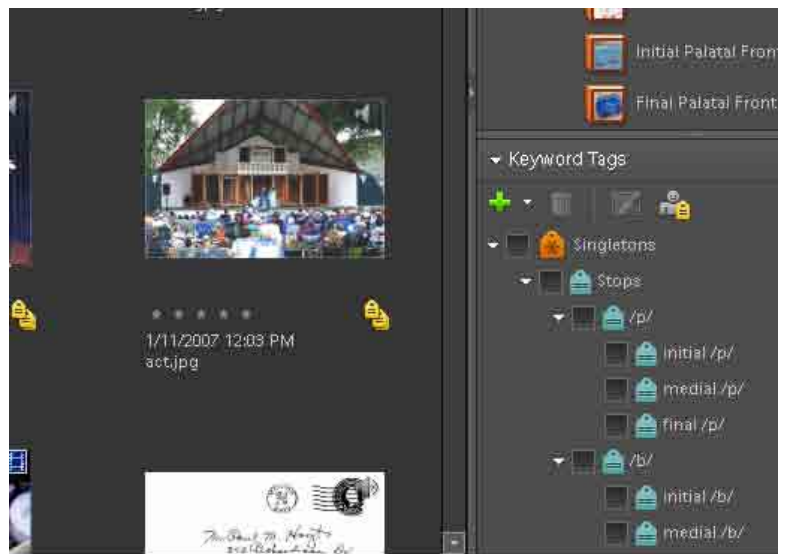 1/11/2007 12:03 PM
act.jpg
Initial Palatal Front
Final Palatal Front
Keyword Tags
Singletons
Stops
/p/
initial /p/
medial /p/
final /p/
/b/
initial /b/
medial /b/